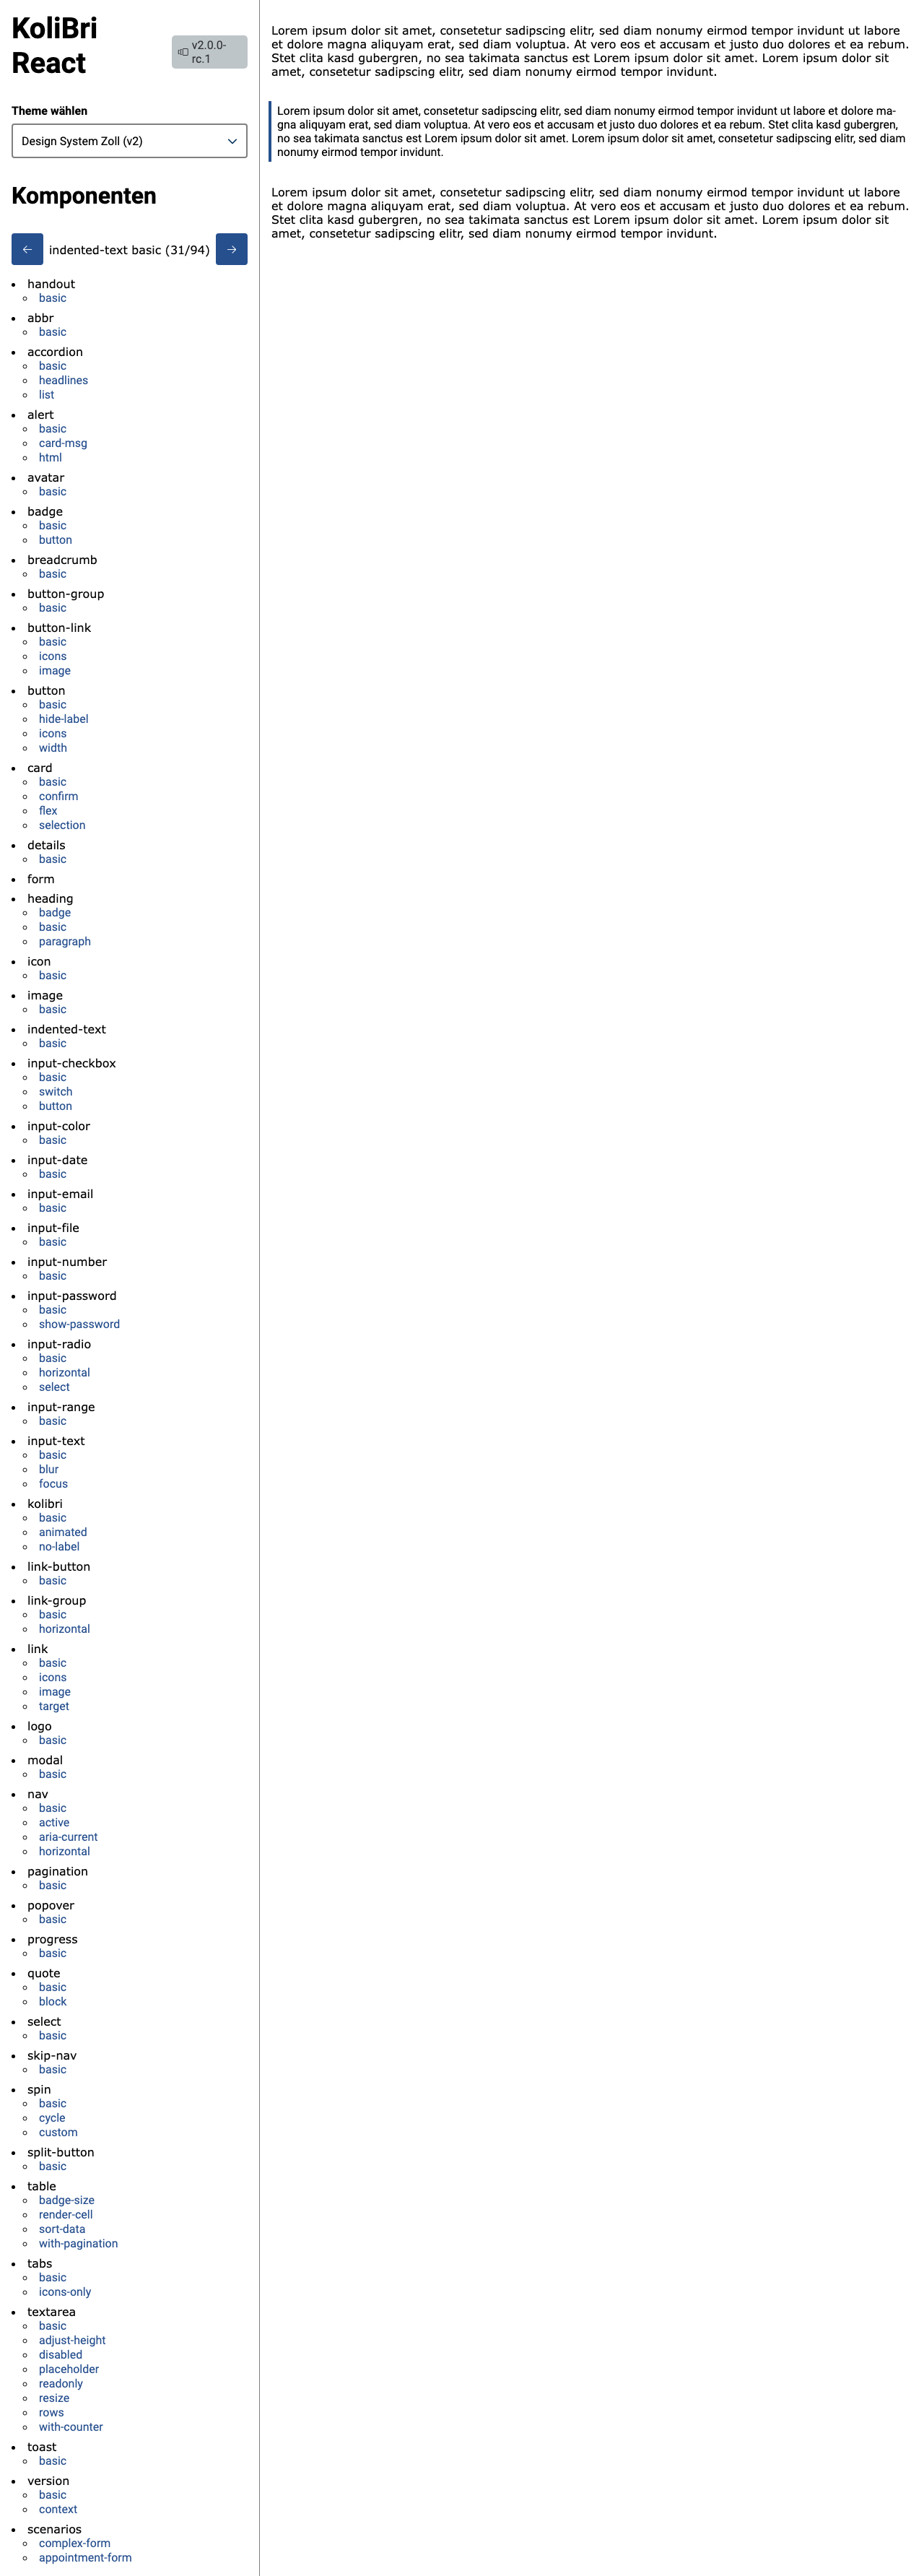 KoliBri
React
v2.0.0-
rc.1
Theme wählen
Design System Zoll (v2)
Komponenten
← indented-text basic (31/94) →
handout
basic
abbr
basic
accordion
basic
headlines
list
alert
basic
card-msg
html
avatar
basic
badge
basic
button
breadcrumb
basic
button-group
basic
button-link
basic
icons
image
button
basic
hide-label
icons
width
card
basic
confirm
flex
selection
details
basic
form
heading
badge
basic
paragraph
icon
basic
image
basic
indented-text
basic
input-checkbox
basic
switch
button
input-color
basic
input-date
basic
input-email
basic
input-file
basic
input-number
basic
input-password
basic
show-password
input-radio
basic
horizontal
select
input-range
basic
input-text
basic
blur
focus
kolibri
basic
animated
no-label
link-button
basic
link-group
basic
horizontal
link
basic
icons
image
target
logo
basic
modal
basic
nav
basic
active
aria-current
horizontal
pagination
basic
popover
basic
progress
basic
quote
basic
block
select
basic
skip-nav
basic
spin
basic
cycle
custom
split-button
basic
table
badge-size
render-cell
sort-data
with-pagination
tabs
basic
icons-only
textarea
basic
adjust-height
disabled
placeholder
readonly
resize
rows
with-counter
toast
basic
version
basic
context
scenarios
complex-form
appointment-form
Lorem ipsum dolor sit amet, consetetur sadipscing elitr, sed diam nonumy eirmod tempor invidunt ut labore
et dolore magna aliquyam erat, sed diam voluptua. At vero eos et accusam et justo duo dolores et ea rebum.
Stet clita kasd gubergren, no sea takimata sanctus est Lorem ipsum dolor sit amet. Lorem ipsum dolor sit
amet, consetetur sadipscing elitr, sed diam nonumy eirmod tempor invidunt.
Lorem ipsum dolor sit amet, consetetur sadipscing elitr, sed diam nonumy eirmod tempor invidunt ut labore et dolore ma-
gna aliquyam erat, sed diam voluptua. At vero eos et accusam et justo duo dolores et ea rebum. Stet clita kasd gubergren,
no sea takimata sanctus est Lorem ipsum dolor sit amet. Lorem ipsum dolor sit amet, consetetur sadipscing elitr, sed diam
nonumy eirmod tempor invidunt.
Lorem ipsum dolor sit amet, consetetur sadipscing elitr, sed diam nonumy eirmod tempor invidunt ut labore
et dolore magna aliquyam erat, sed diam voluptua. At vero eos et accusam et justo duo dolores et ea rebum.
Stet clita kasd gubergren, no sea takimata sanctus est Lorem ipsum dolor sit amet. Lorem ipsum dolor sit
amet, consetetur sadipscing elitr, sed diam nonumy eirmod tempor invidunt.